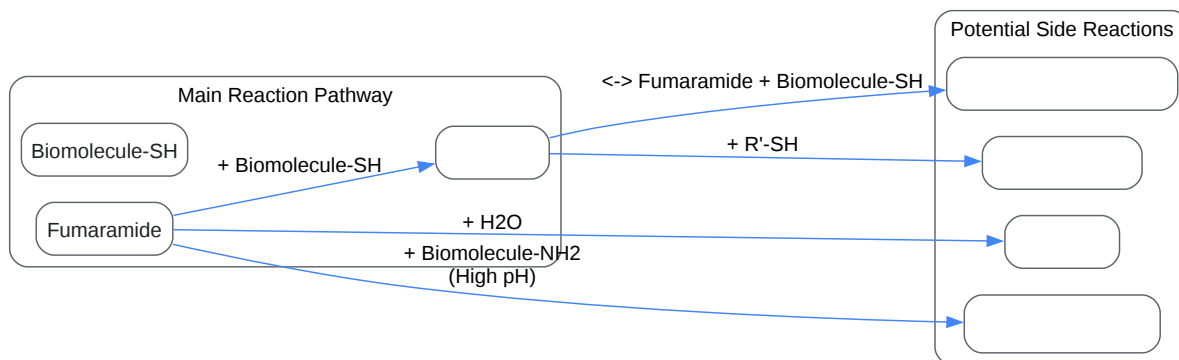 Potential Side Reactions
Main Reaction Pathway
<-> Fumaramide + Biomolecule-SH
Biomolecule-SH
+ Biomolecule-SH
+ R'-SH
Fumaramide
+ H2O
+ Biomolecule-NH2
(High pH)